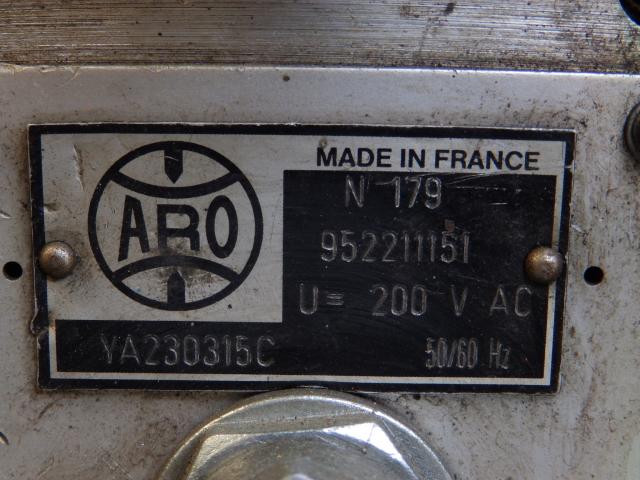 ARO
MADE IN FRANCE
N 179
952211151
U= 200 V AC
YA230315C
50/60 Hz